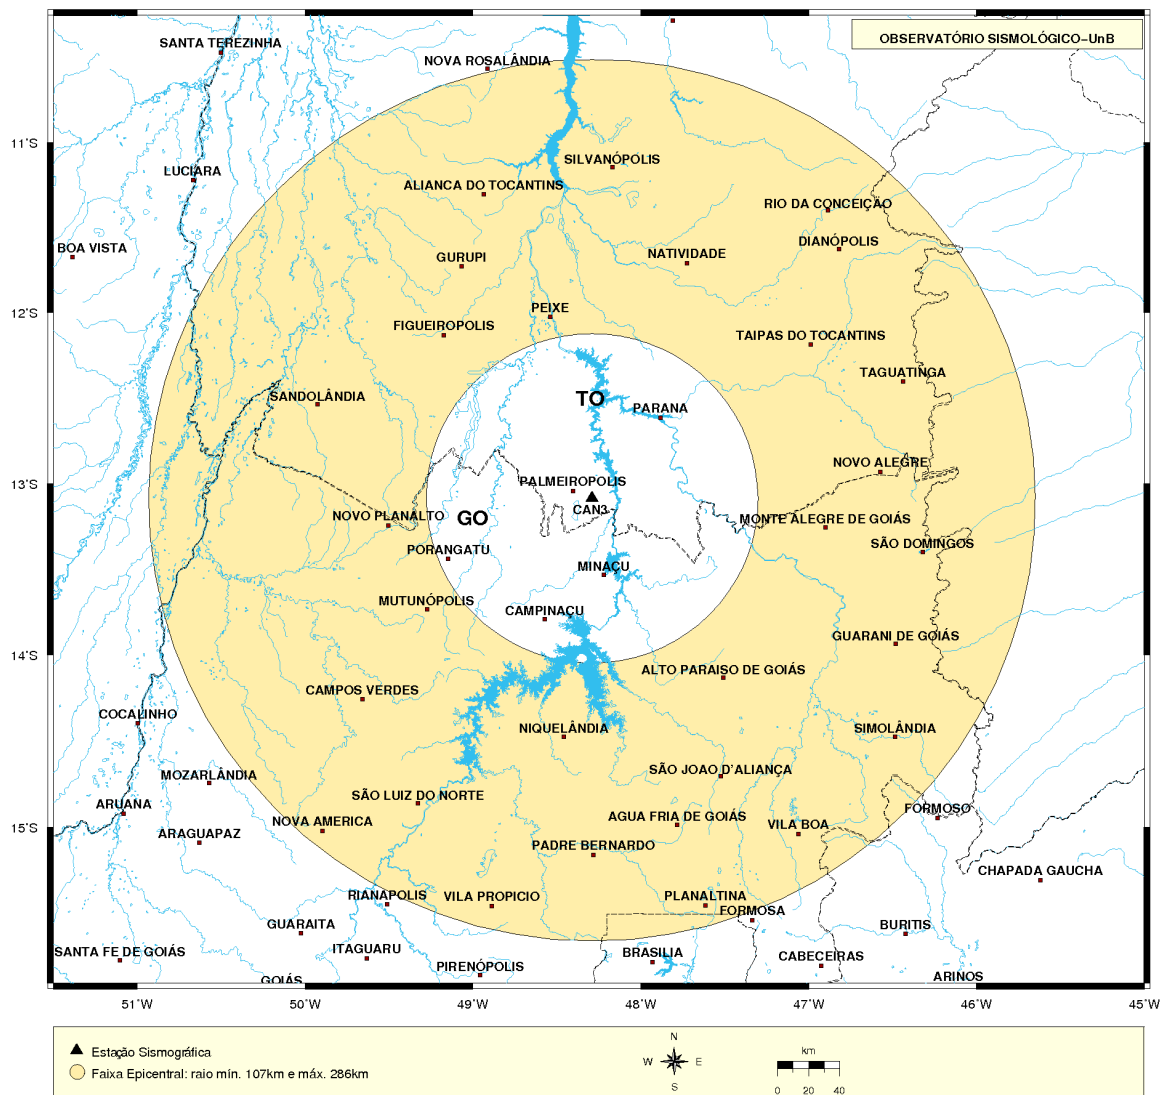 OBSERVATÓRIO SISMOLÓGICO-UnB
SANTA TEREZINHA
NOVA ROSALÂNDIA
11°S
SILVANÓPOLIS
LUCIARA
ALIANCA DO TOCANTINS
RIO DA CONCEIÇÃO
BOA VISTA
DIANÓPOLIS
NATIVIDADE
GURUPI
12°S
PEIXE
FIGUEIROPOLIS
TAIPAS DO TOCANTINS
TAGUATINGA
SANDOLÂNDIA
TO
PARANA
NOVO ALEGRE
13°S
PALMEIROPOLIS
CAN3
NOVO PLANALTO
GO
MONTE ALEGRE DE GOIÁS
PORANGATU
SÃO DOMINGOS
MINAÇU
MUTUNÓPOLIS
CAMPINAÇU
GUARANI DE GOIÁS
14°S
ALTO PARAISO DE GOIÁS
CAMPOS VERDES
COCALINHO
NIQUELÂNDIA
SIMOLÂNDIA
MOZARLÂNDIA
SÃO JOAO D'ALIANÇA
SÃO LUIZ DO NORTE
ARUANA
FORMOSO
NOVA AMERICA
AGUA FRIA DE GOIÁS
VILA BOA
15°S
ARAGUAPAZ
PADRE BERNARDO
CHAPADA GAUCHA
RIANAPOLIS
VILA PROPICIO
PLANALTINA
FORMOSA
GUARAITA
BURITIS
ITAGUARU
SANTA FE DE GOIÁS
BRASILIA
CABECEIRAS
PIRENÓPOLIS
GOIÁS
ARINOS
51°W 50°W 49°W 48°W 47°W 46°W 45°W
Estação Sismográfica
Faixa Epicentral: raio mín. 107km e máx. 286km
N
W E
S
km
0 20 40